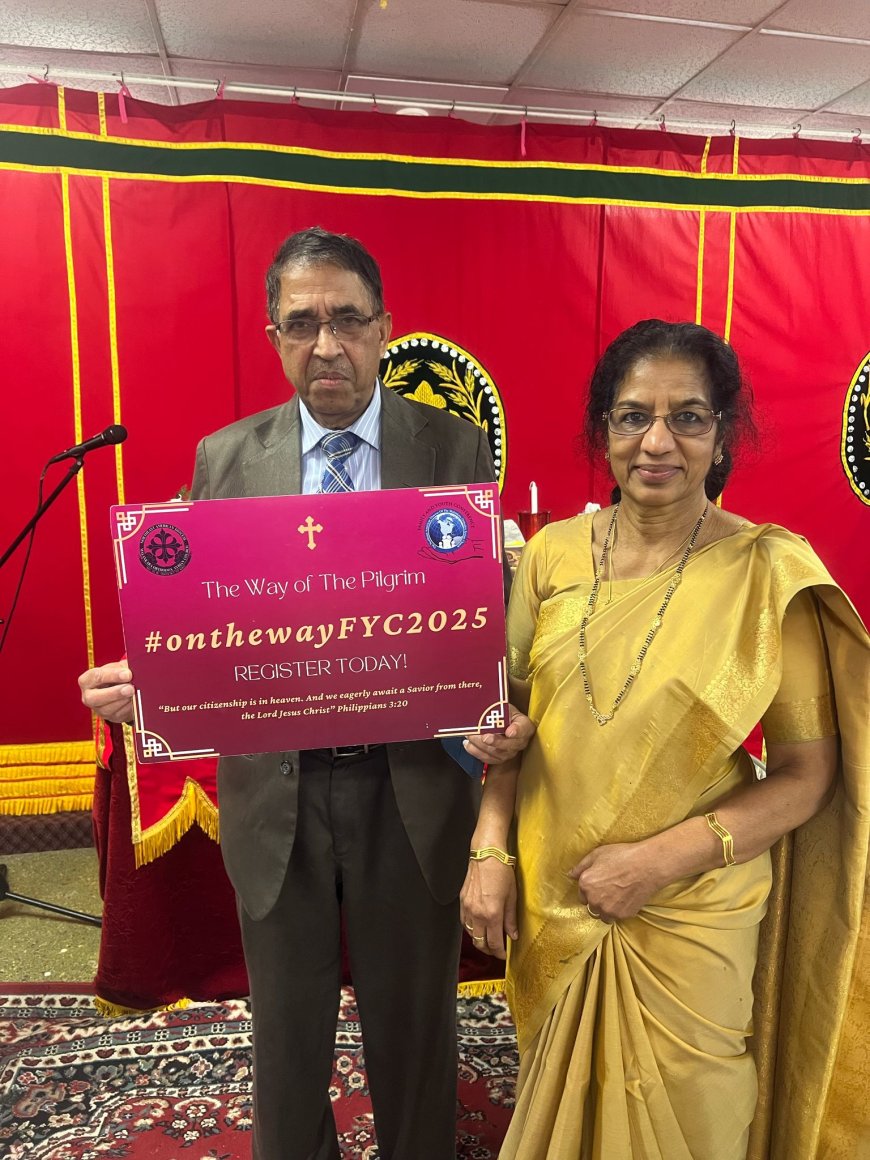 The Way of The Pilgrim
#onthewayFYC2025
REGISTER TODAY!
“But our citizenship is in heaven. And we eagerly await a Savior from there,
the Lord Jesus Christ” Philippians 3:20